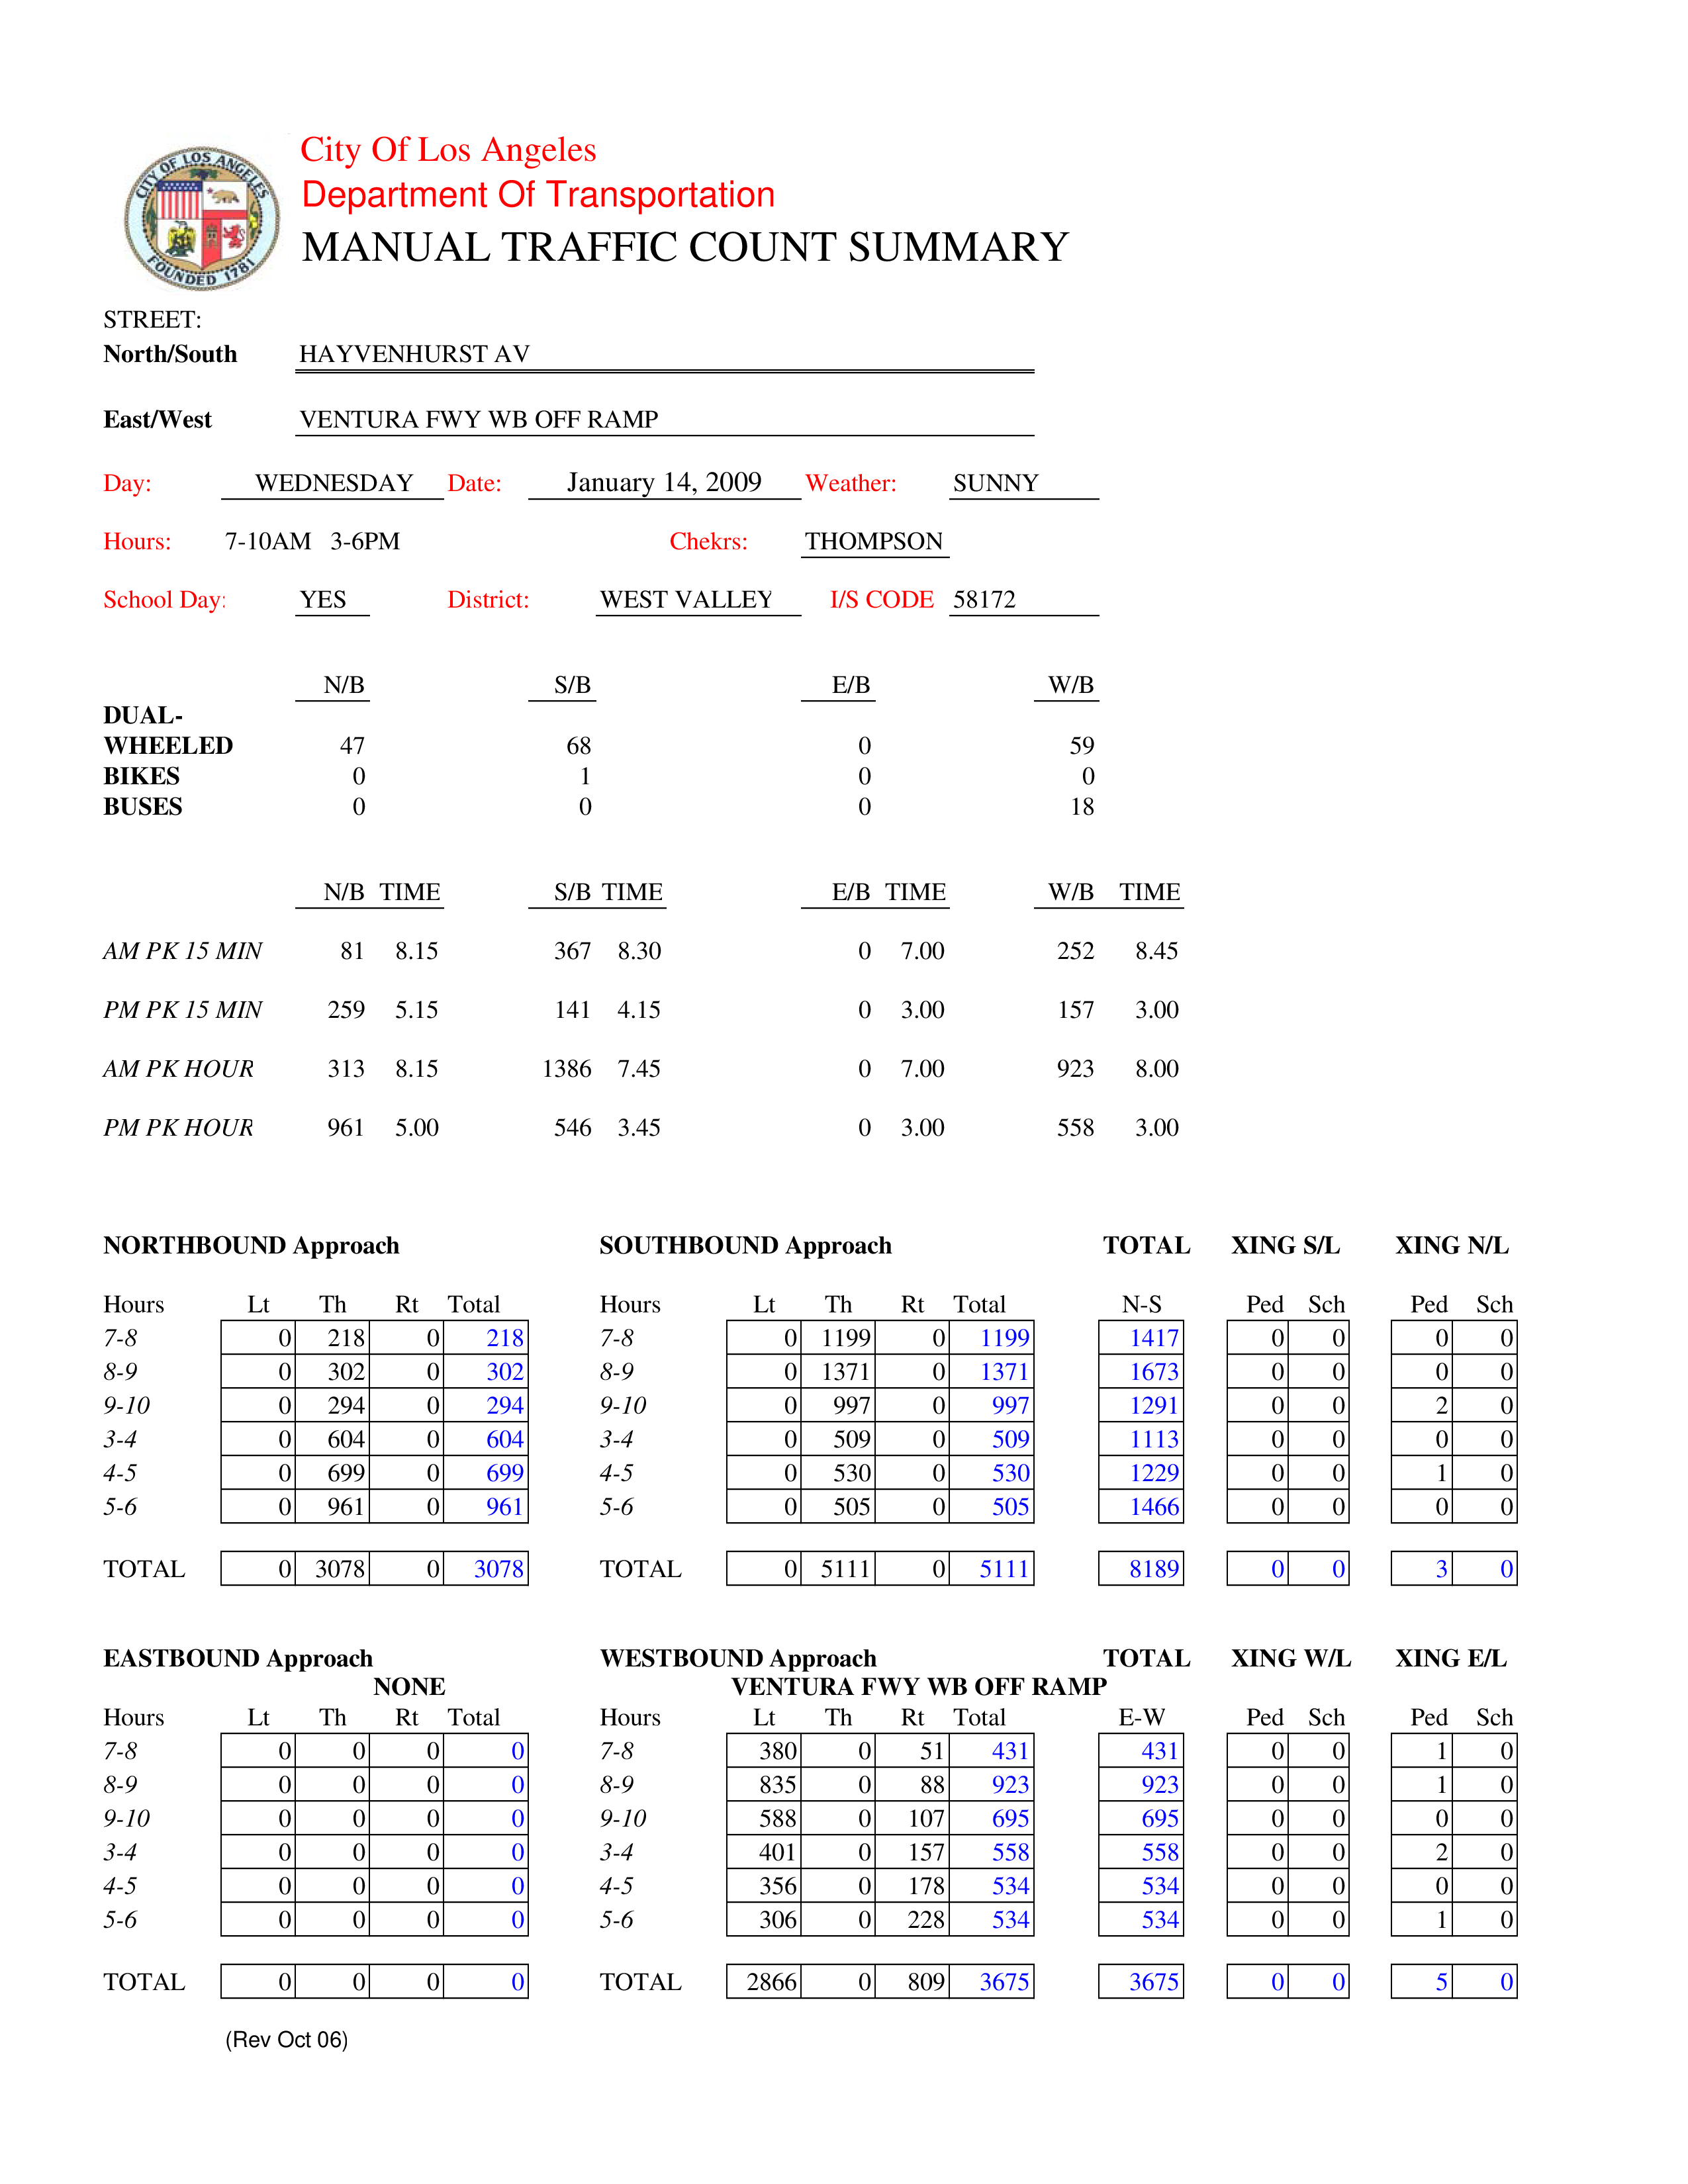 CITY OF LOS ANGELES
FOUNDED 1781
City Of Los Angeles
Department Of Transportation
MANUAL TRAFFIC COUNT SUMMARY
STREET:
North/South HAYVENHURST AV
East/West VENTURA FWY WB OFF RAMP
Day: WEDNESDAY Date: January 14, 2009 Weather: SUNNY
Hours: 7-10AM 3-6PM Chekrs: THOMPSON
School Day: YES District: WEST VALLEY I/S CODE 58172
N/B S/B E/B W/B
DUAL-
WHEELED 47 68 0 59
BIKES 0 1 0 0
BUSES 0 0 0 18
N/B TIME S/B TIME E/B TIME W/B TIME
AM PK 15 MIN 81 8.15 367 8.30 0 7.00 252 8.45
PM PK 15 MIN 259 5.15 141 4.15 0 3.00 157 3.00
AM PK HOUR 313 8.15 1386 7.45 0 7.00 923 8.00
PM PK HOUR 961 5.00 546 3.45 0 3.00 558 3.00
NORTHBOUND Approach SOUTHBOUND Approach TOTAL XING S/L XING N/L
Hours Lt Th Rt Total Hours Lt Th Rt Total N-S Ped Sch Ped Sch
7-8 0 218 0 218 7-8 0 1199 0 1199 1417 0 0 0 0
8-9 0 302 0 302 8-9 0 1371 0 1371 1673 0 0 0 0
9-10 0 294 0 294 9-10 0 997 0 997 1291 0 0 2 0
3-4 0 604 0 604 3-4 0 509 0 509 1113 0 0 0 0
4-5 0 699 0 699 4-5 0 530 0 530 1229 0 0 1 0
5-6 0 961 0 961 5-6 0 505 0 505 1466 0 0 0 0
TOTAL 0 3078 0 3078 TOTAL 0 5111 0 5111 8189 0 0 3 0
EASTBOUND Approach WESTBOUND Approach TOTAL XING W/L XING E/L
NONE VENTURA FWY WB OFF RAMP
Hours Lt Th Rt Total Hours Lt Th Rt Total E-W Ped Sch Ped Sch
7-8 0 0 0 0 7-8 380 0 51 431 431 0 0 1 0
8-9 0 0 0 0 8-9 835 0 88 923 923 0 0 1 0
9-10 0 0 0 0 9-10 588 0 107 695 695 0 0 0 0
3-4 0 0 0 0 3-4 401 0 157 558 558 0 0 2 0
4-5 0 0 0 0 4-5 356 0 178 534 534 0 0 0 0
5-6 0 0 0 0 5-6 306 0 228 534 534 0 0 1 0
TOTAL 0 0 0 0 TOTAL 2866 0 809 3675 3675 0 0 5 0
(Rev Oct 06)